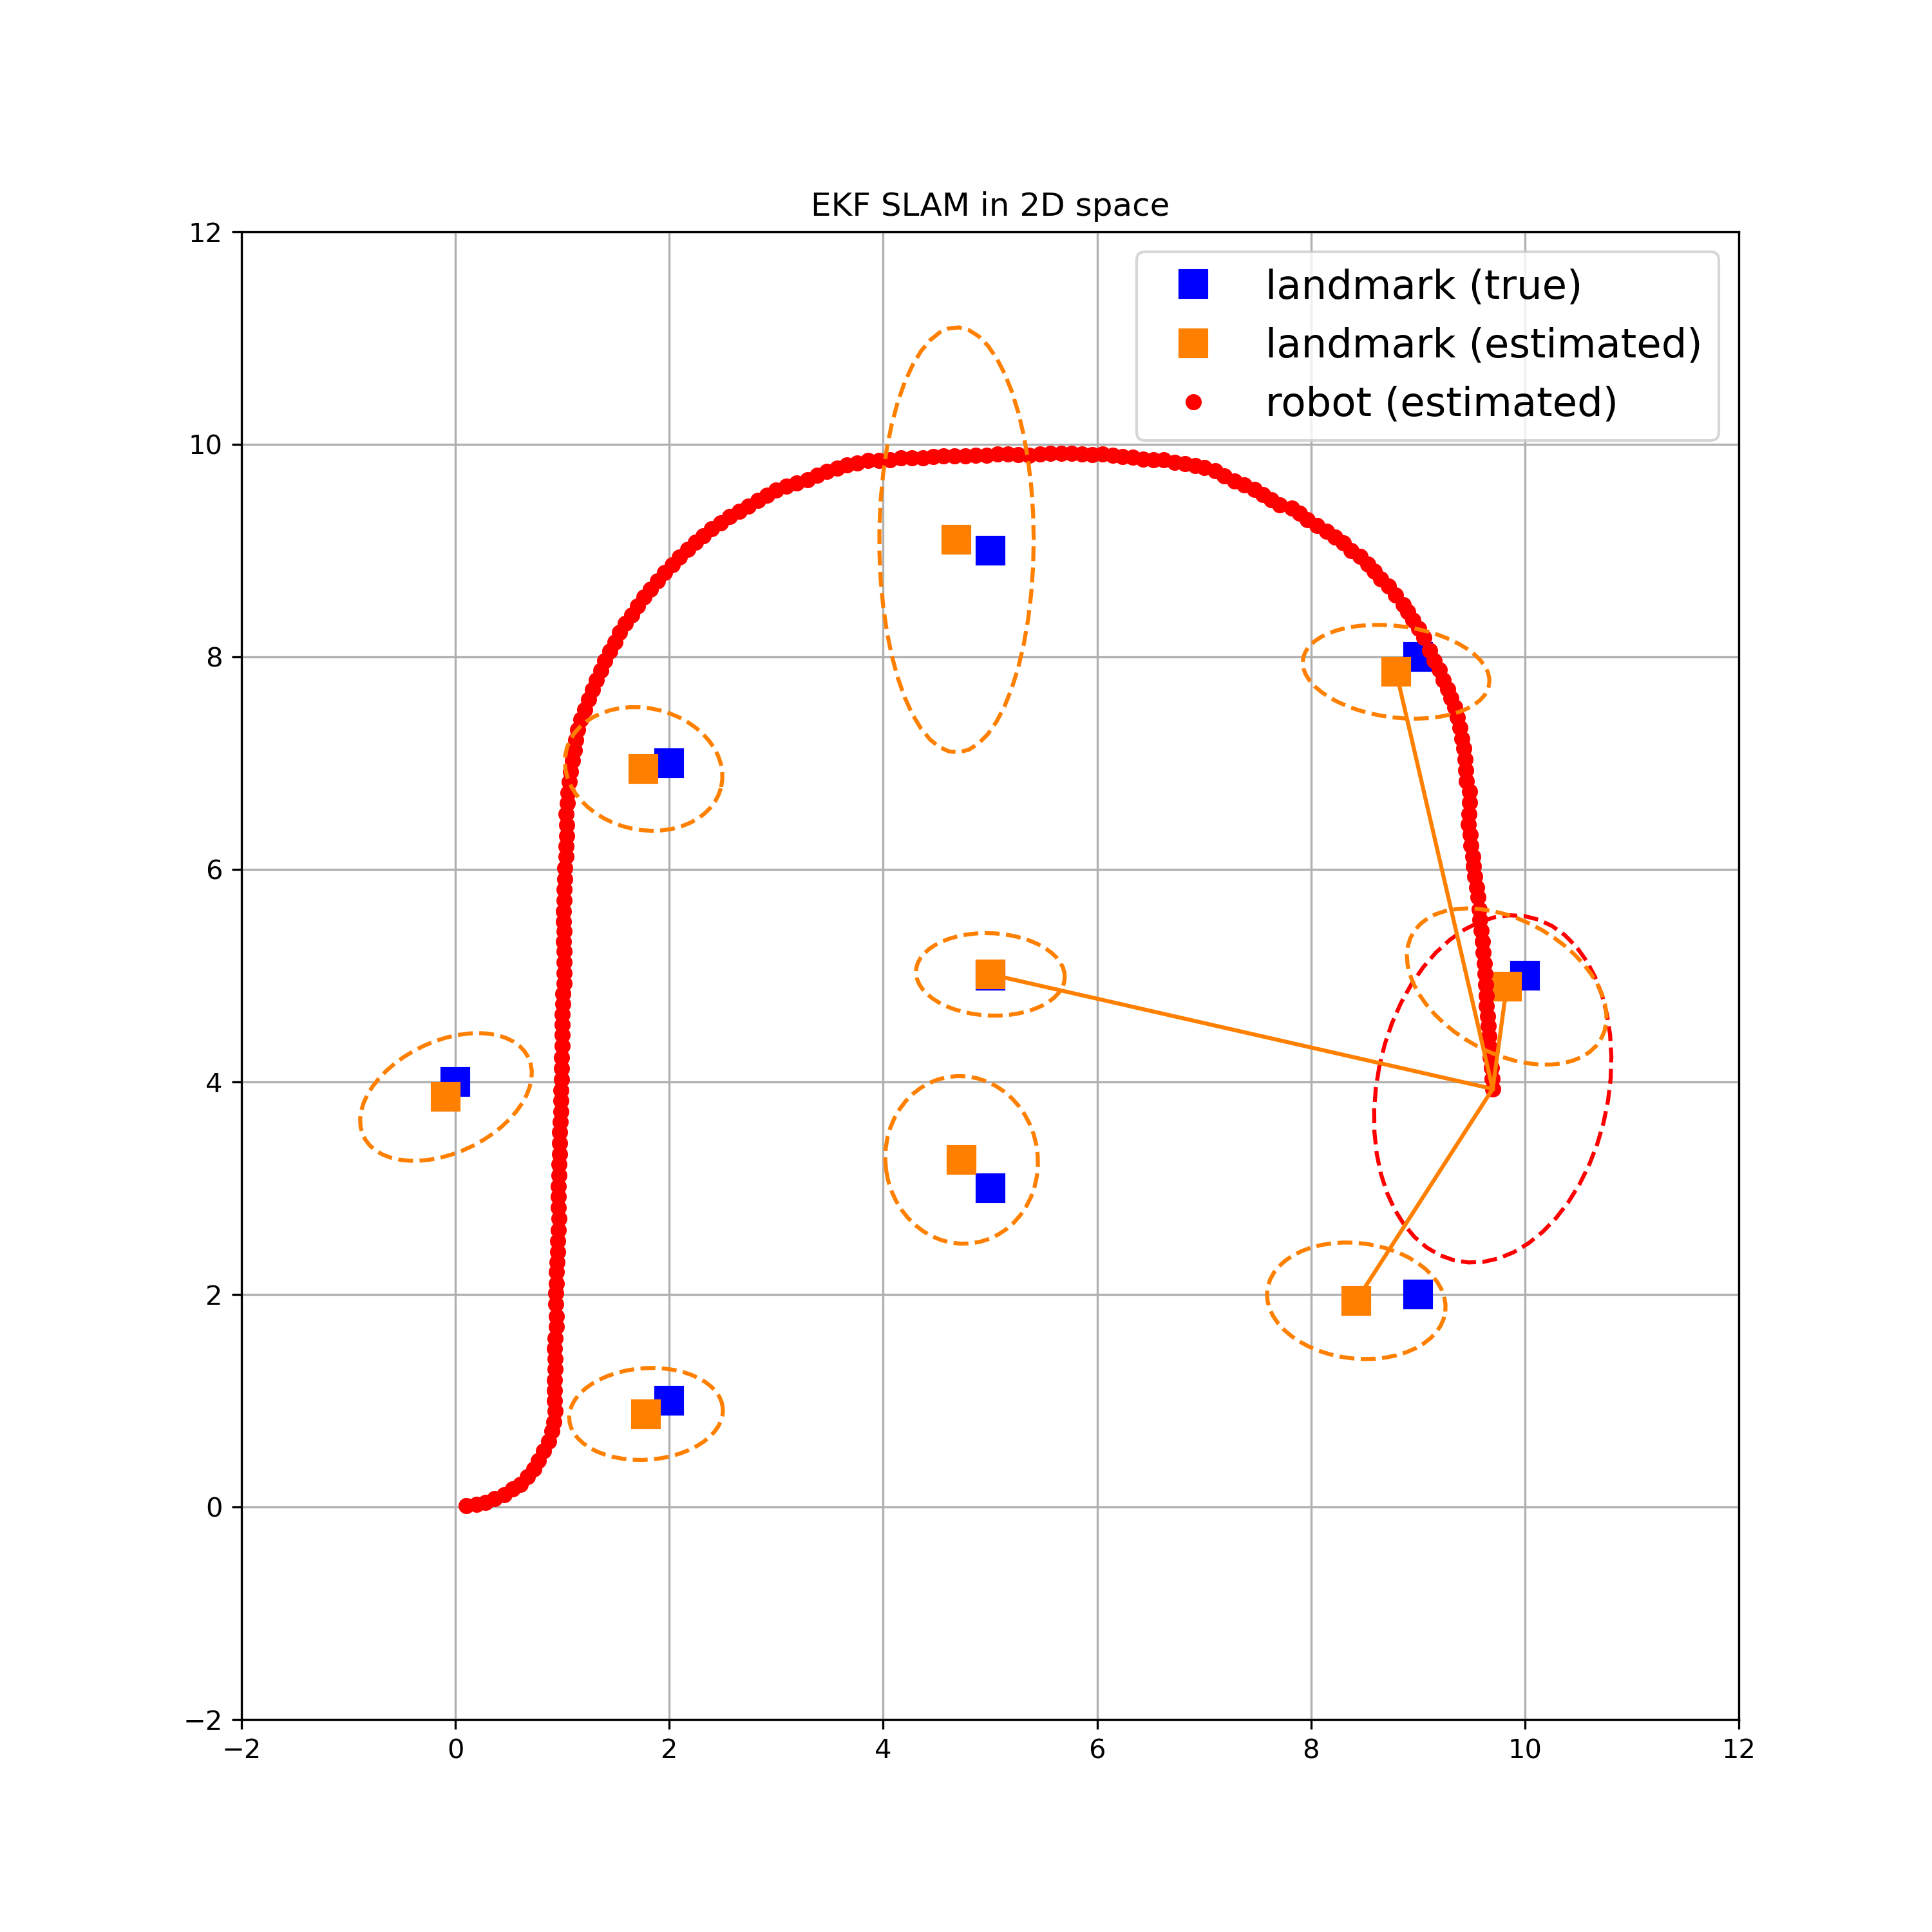 EKF SLAM in 2D space
12
landmark (true)
landmark (estimated)
robot (estimated)
10
8
6
4
2
0
−2
−2 0 2 4 6 8 10 12